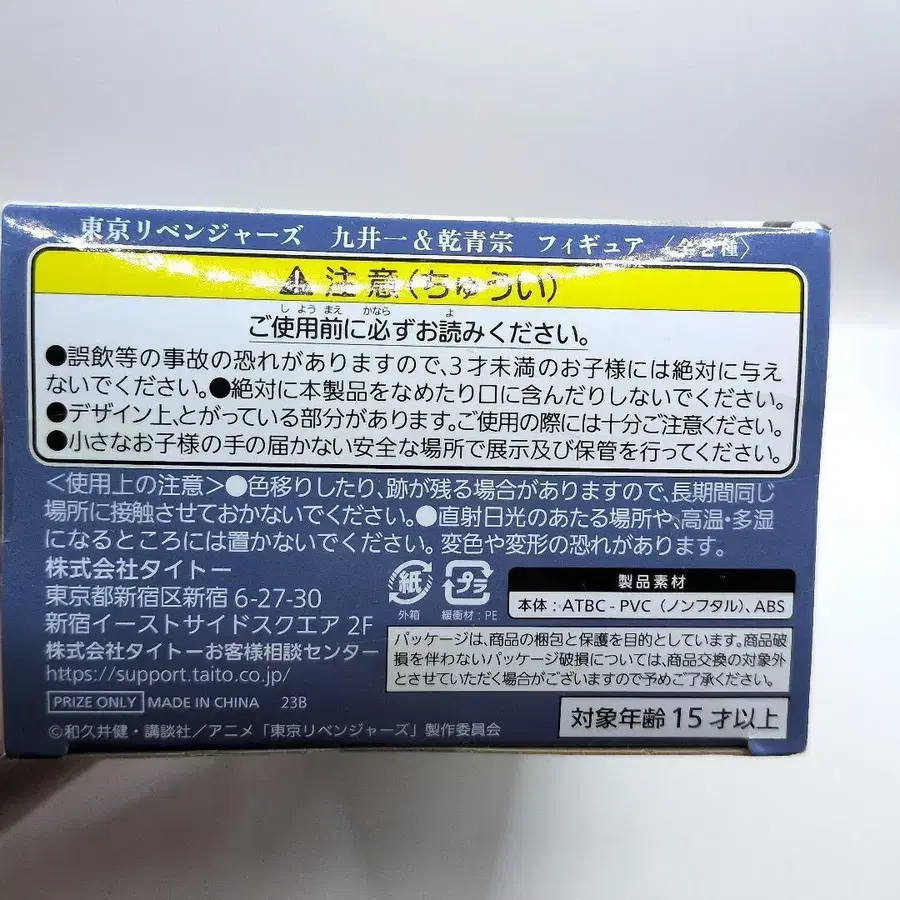 東京リベンジャーズ 九井一&乾青宗 フィギュア 〈全2種〉
注意(ちゅうい)
しようまえ かなら よ
ご使用前に必ずお読みください。
●誤飲等の事故の恐れがありますので、3才未満のお子様には絶対に与え
ないでください。●絶対に本製品をなめたり口に含んだりしないでください。
●デザイン上、とがっている部分があります。ご使用の際には十分ご注意ください。
●小さなお子様の手の届かない安全な場所で展示及び保管を行ってください。
<使用上の注意>●色移りしたり、跡が残る場合がありますので、長期間同じ
場所に接触させておかないでください。●直射日光のあたる場所や、高温・多湿
になるところには置かないでください。変色や変形の恐れがあります。
株式会社タイトー
東京都新宿区新宿 6-27-30
新宿イーストサイドスクエア 2F
株式会社タイトーお客様相談センター
https://support.taito.co.jp/
PRIZE ONLY MADE IN CHINA 23B
©和久井健・講談社/アニメ「東京リベンジャーズ」製作委員会
紙
外箱
プラ
緩衝材:PE
製品素材
本体:ATBC-PVC(ノンフタル)、ABS
パッケージは、商品の梱包と保護を目的としています。商品破
損を伴わないパッケージ破損については、商品交換の対象外
とさせていただく場合がございますので予めご了承ください。
対象年齢15才以上